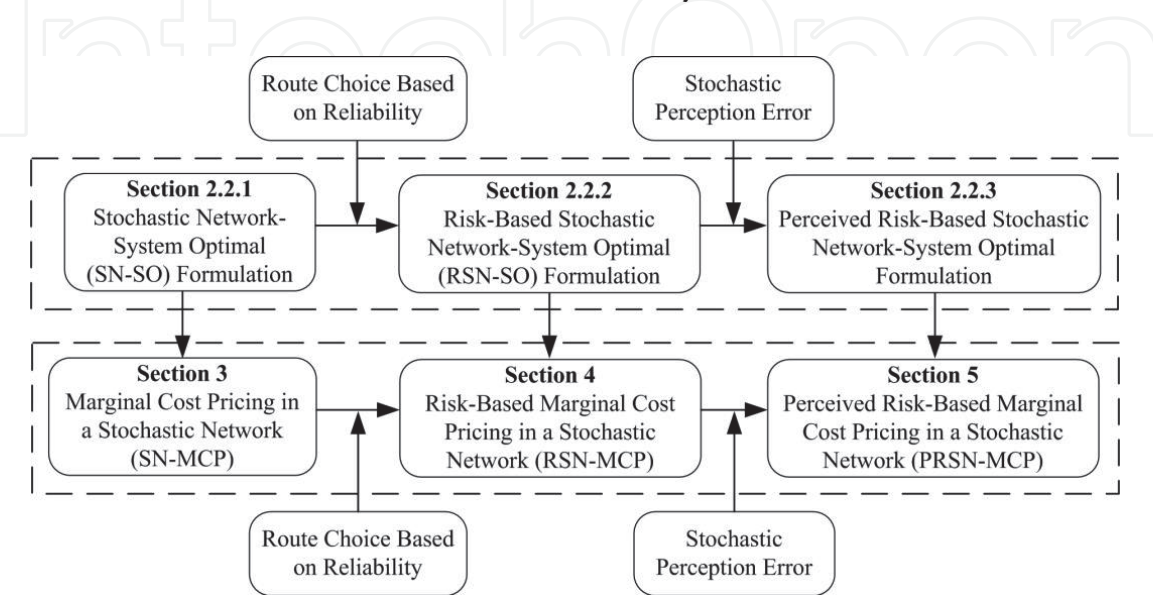 IntechOpen
Route Choice Based
on Reliability
Stochastic
Perception Error
Section 2.2.1
Stochastic Network-
System Optimal
(SN-SO) Formulation
Section 2.2.2
Risk-Based Stochastic
Network-System Optimal
(RSN-SO) Formulation
Section 2.2.3
Perceived Risk-Based Stochastic
Network-System Optimal
Formulation
Section 3
Marginal Cost Pricing in
a Stochastic Network
(SN-MCP)
Section 4
Risk-Based Marginal Cost
Pricing in a Stochastic
Network (RSN-MCP)
Section 5
Perceived Risk-Based Marginal
Cost Pricing in a Stochastic
Network (PRSN-MCP)
Route Choice Based
on Reliability
Stochastic
Perception Error